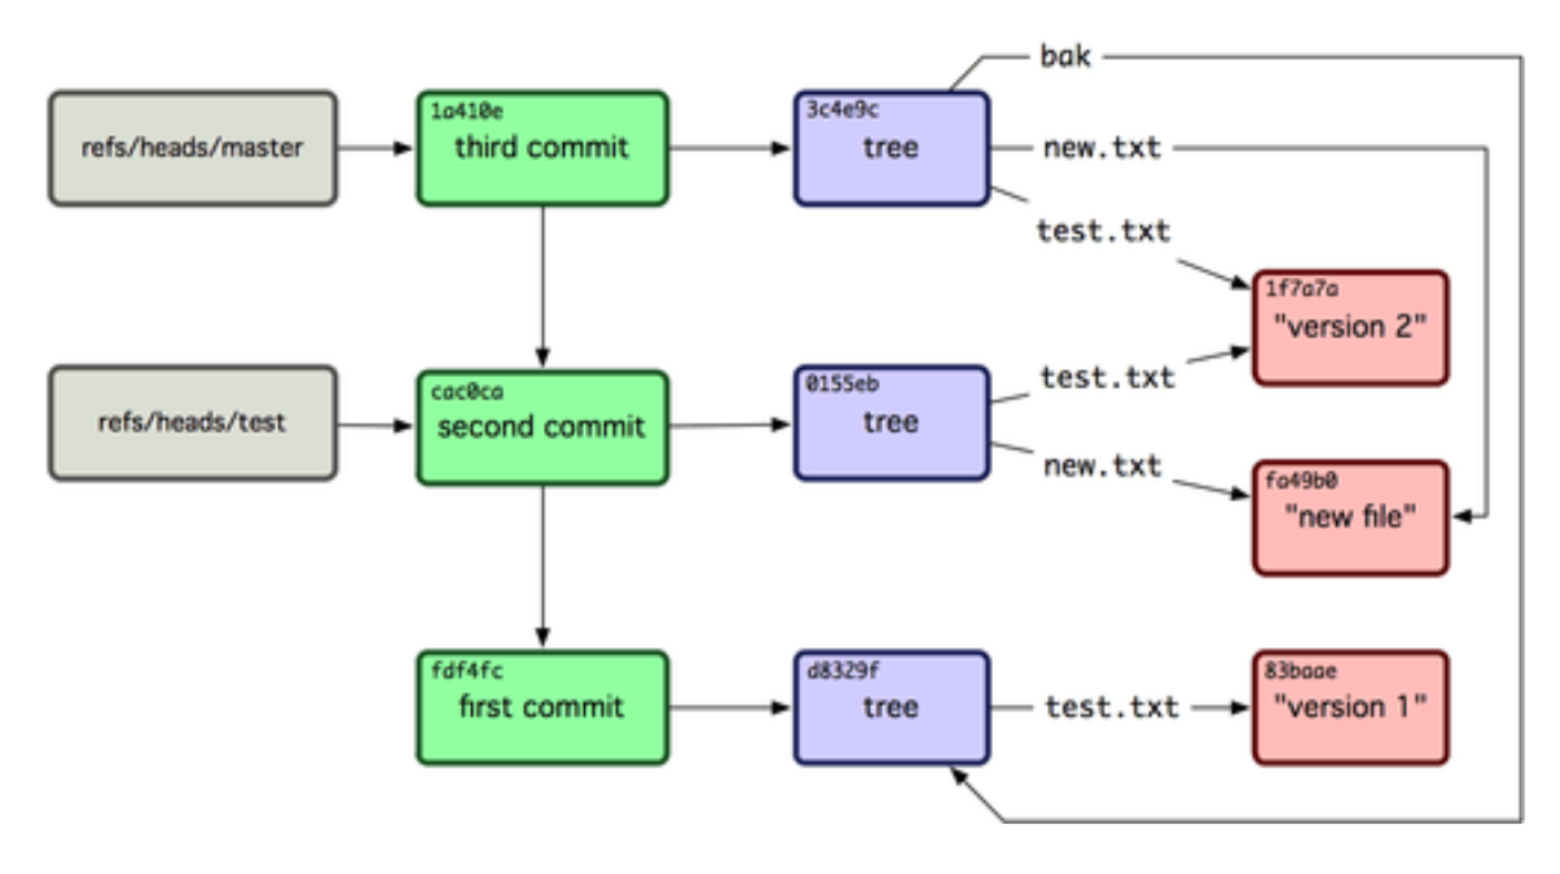 bak
refs/heads/master
1a410e
third commit
3c4e9c
tree
new.txt
test.txt
1f7a7a
"version 2"
refs/heads/test
cac0ca
second commit
0155eb
tree
test.txt
new.txt
fa49b0
"new file"
fdf4fc
first commit
d8329f
tree
test.txt
83baae
"version 1"